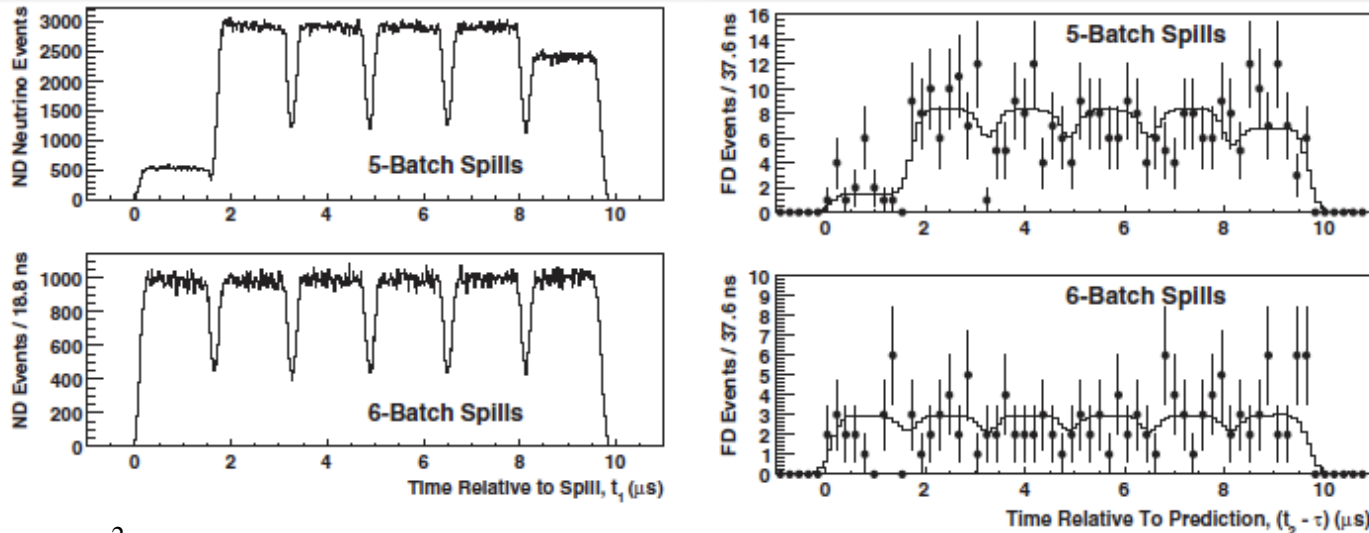 ND Neutrino Events
3000
2500
2000
1500
1000
500
0
5-Batch Spills
0 2 4 6 8 10
ND Events / 18.8 ns
1000
800
600
400
200
0
6-Batch Spills
0 2 4 6 8 10
Time Relative to Spill, t1 (μs)
FD Events / 37.6 ns
16
14
12
10
8
6
4
2
0
5-Batch Spills
0 2 4 6 8 10
FD Events / 37.6 ns
10
9
8
7
6
5
4
3
2
1
0
6-Batch Spills
0 2 4 6 8 10
Time Relative To Prediction, (t2 - τ) (μs)
2